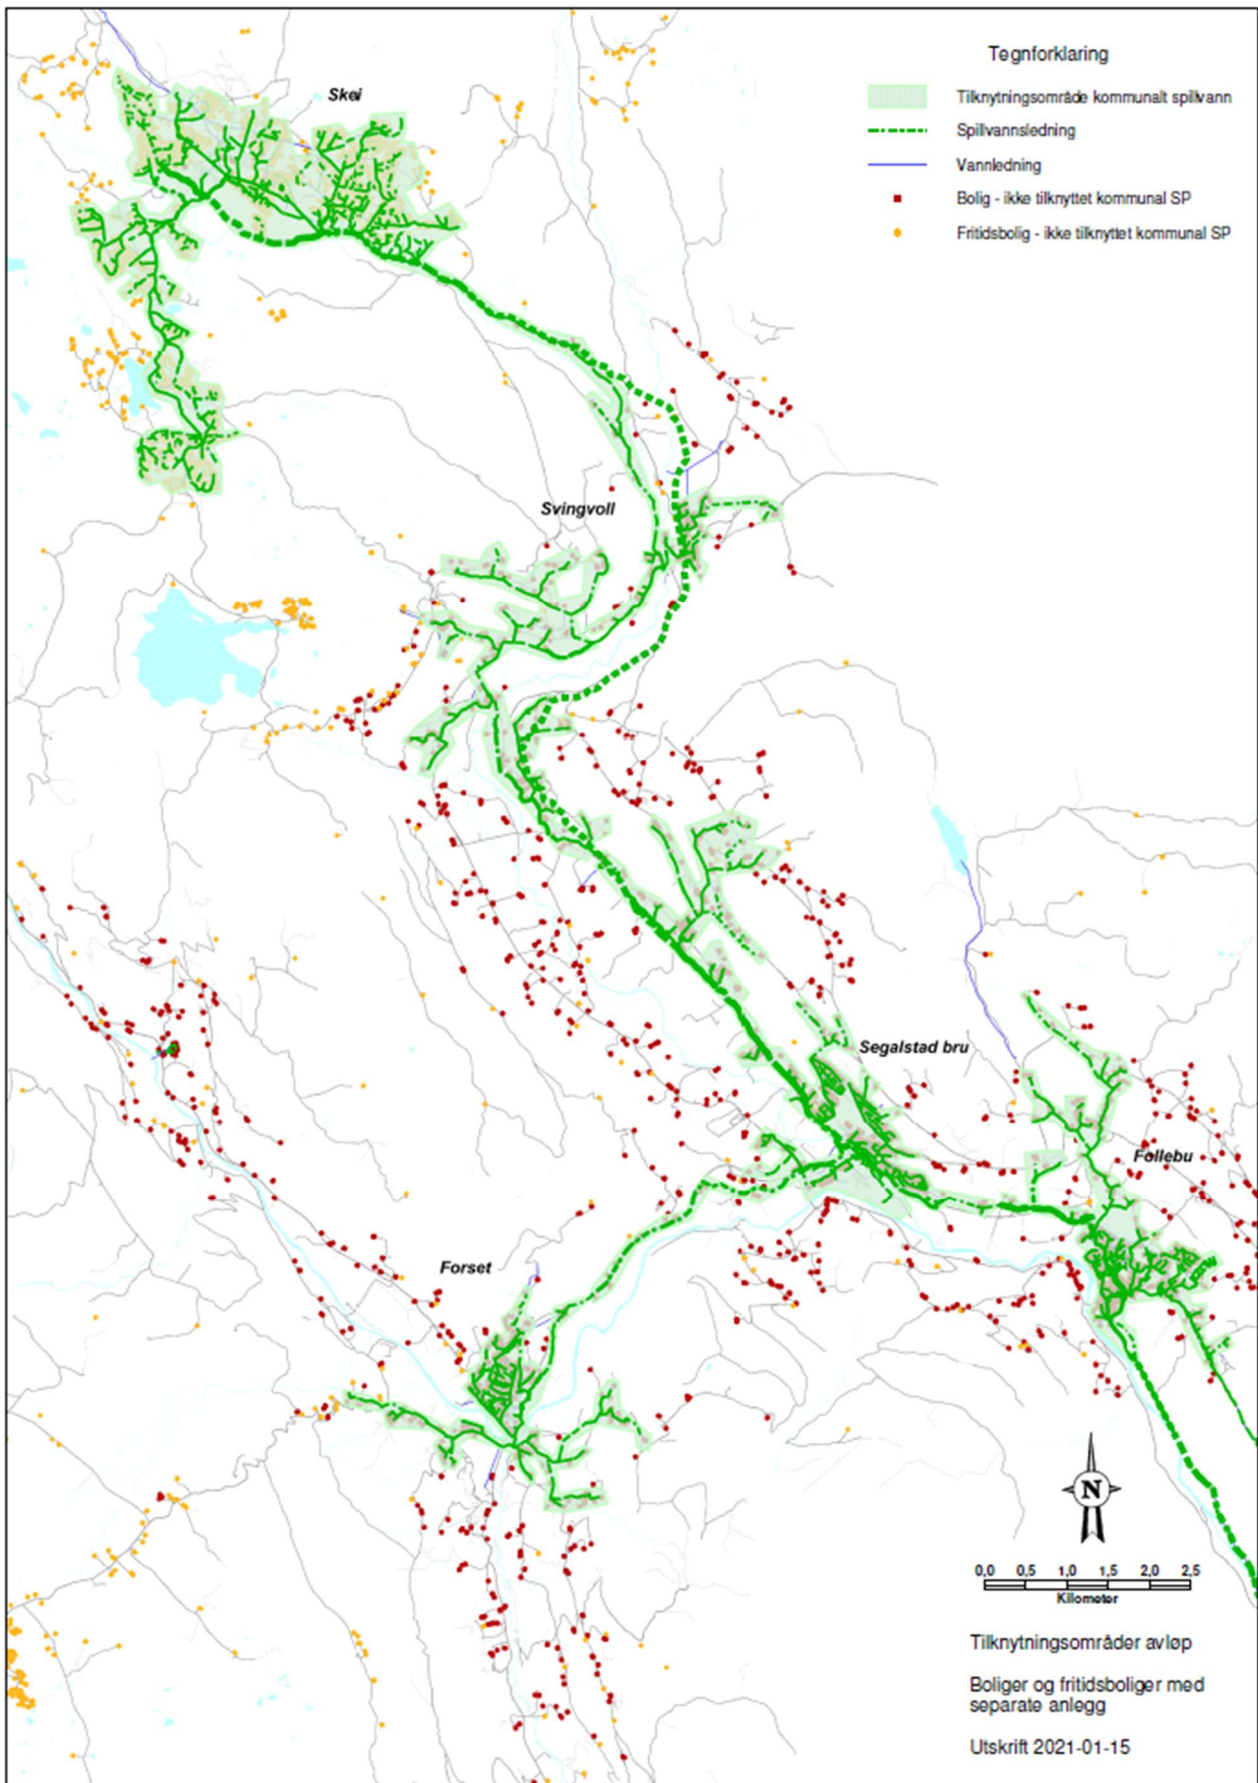 Tegnforklaring
Tilknytningsområde kommunalt spillvann
Spillvannsledning
Vannledning
Bolig - ikke tilknyttet kommunal SP
Fritidsbolig - ikke tilknyttet kommunal SP
Skei
Svingvoll
Segalstad bru
Follebu
Forset
N
0,0 0,5 1,0 1,5 2,0 2,5
Kilometer
Tilknytningsområder avløp
Boliger og fritidsboliger med
separate anlegg
Utskrift 2021-01-15